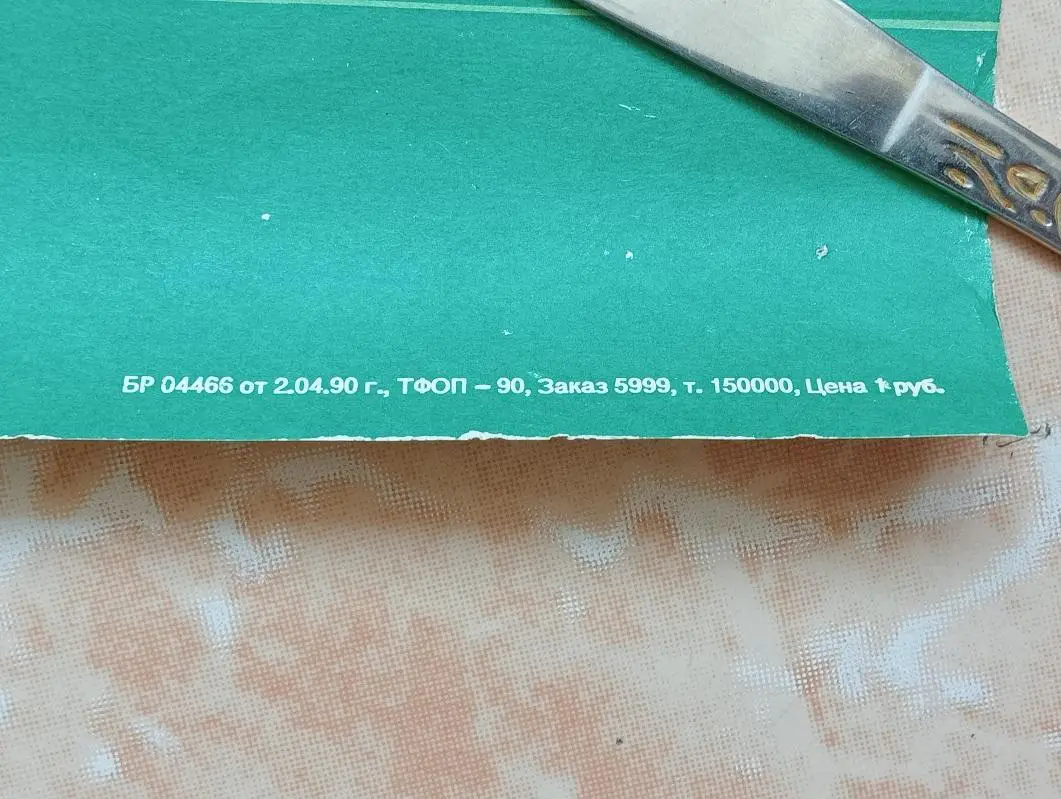 БР 04466 от 2.04.90 г., ТФОП – 90, Заказ 5999, т. 150000, Цена 1 руб.